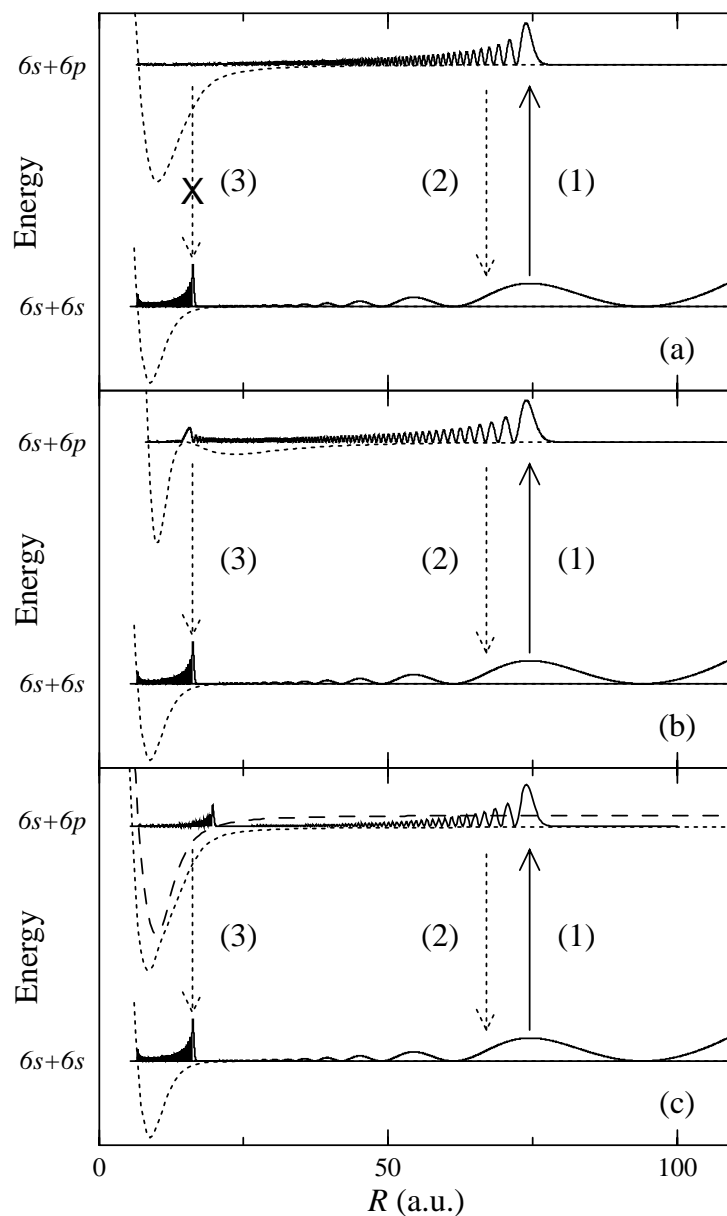 6s+6p
(3)
(2)
(1)
X
Energy
6s+6s
(a)
6s+6p
(3)
(2)
(1)
Energy
6s+6s
(b)
6s+6p
(3)
(2)
(1)
Energy
6s+6s
(c)
0
50
100
R (a.u.)